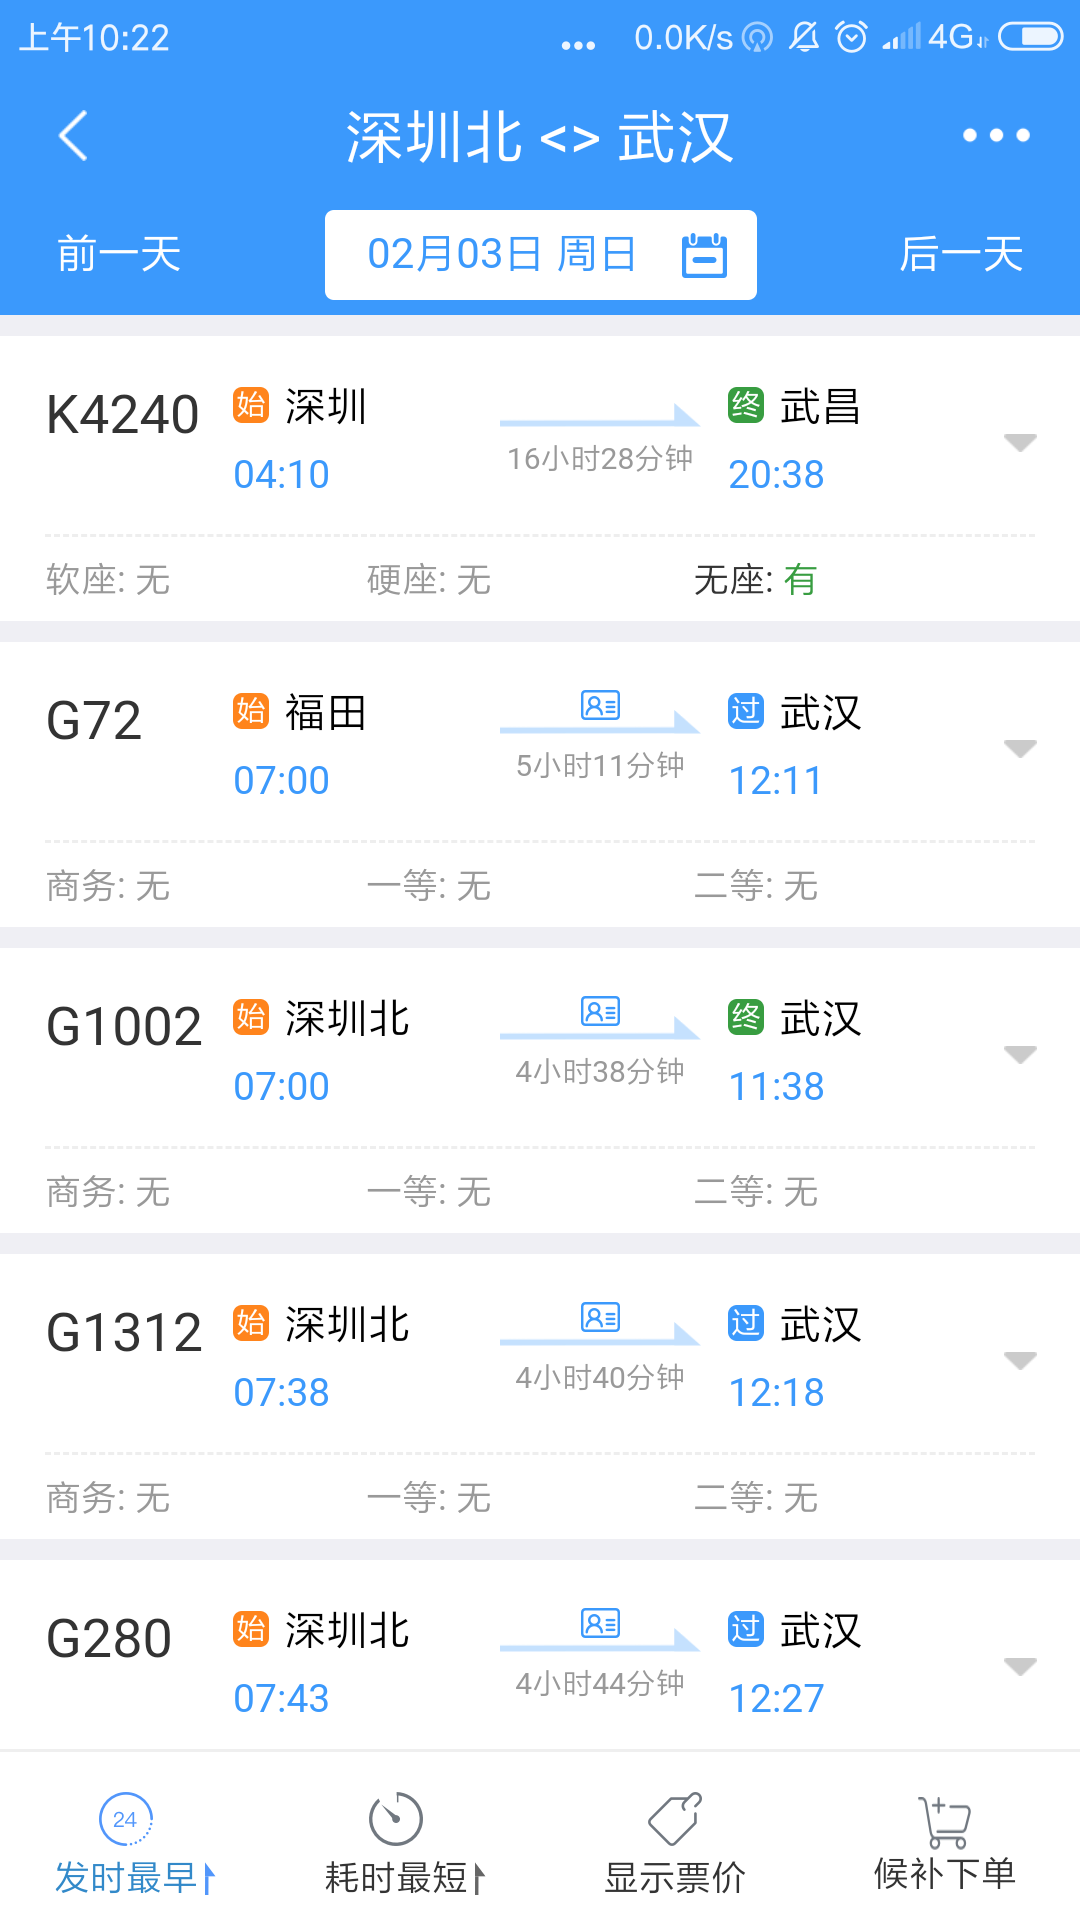 上午10:22
... 0.0K/s 4G
深圳北 <> 武汉
前一天 02月03日 周日 后一天
K4240 始 深圳 终 武昌
04:10 16小时28分钟 20:38
软座: 无 硬座: 无 无座: 有
G72 始 福田 过 武汉
07:00 5小时11分钟 12:11
商务: 无 一等: 无 二等: 无
G1002 始 深圳北 终 武汉
07:00 4小时38分钟 11:38
商务: 无 一等: 无 二等: 无
G1312 始 深圳北 过 武汉
07:38 4小时40分钟 12:18
商务: 无 一等: 无 二等: 无
G280 始 深圳北 过 武汉
07:43 4小时44分钟 12:27
24
发时最早 耗时最短 显示票价 候补下单